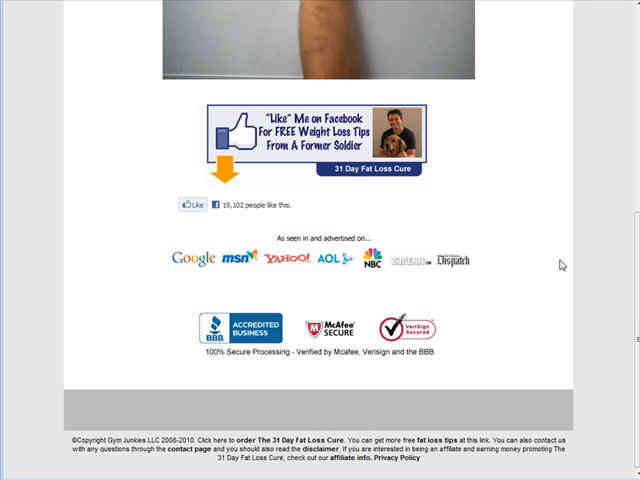 "Like" Me on Facebook
For FREE Weight Loss Tips
From A Former Soldier
31 Day Fat Loss Cure
Like 19,102 people like this.
As seen in and advertised on...
Google msn YAHOO! AOL NBC Dispatch
BBB ACCREDITED BUSINESS McAfee SECURE VeriSign Secured
100% Secure Processing - Verified by Mcafee, Verisign and the BBB.
©Copyright Gym Junkies LLC 2008-2010. Click here to order The 31 Day Fat Loss Cure. You can get more free fat loss tips at this link. You can also contact us
with any questions through the contact page and you should also read the disclaimer. If you are interested in being an affiliate and earning money promoting The
31 Day Fat Loss Cure, check out our affiliate info. Privacy Policy